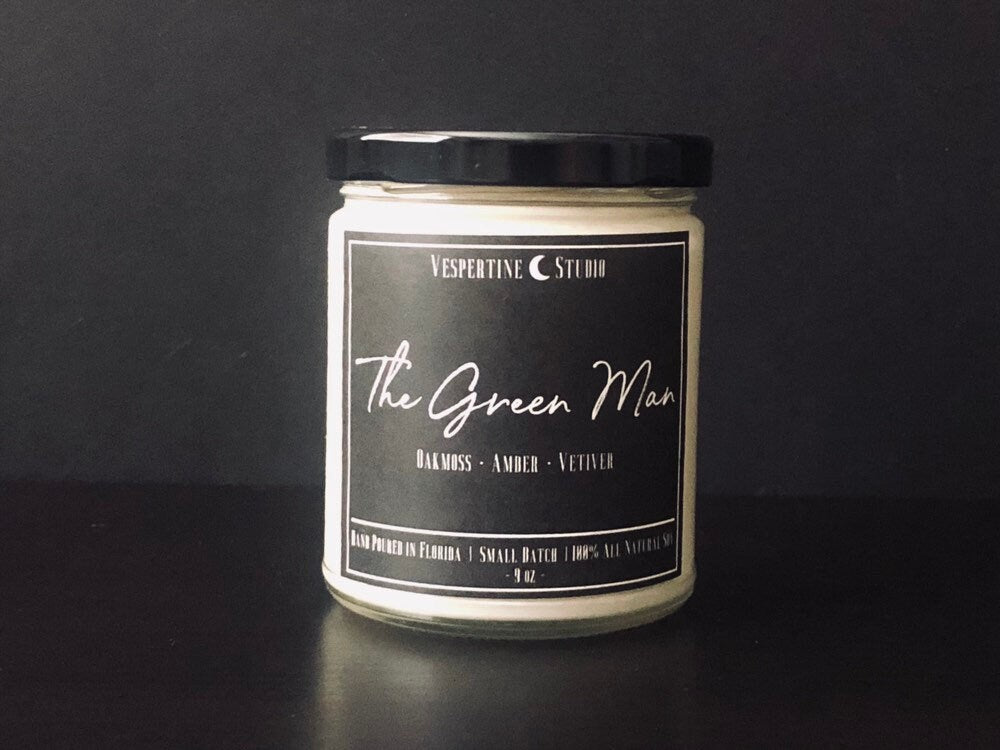 Vespertine Studio
The Green Man
Oakmoss · Amber · Vetiver
Hand Poured in Florida | Small Batch | 100% All Natural Soy
- 9 oz -